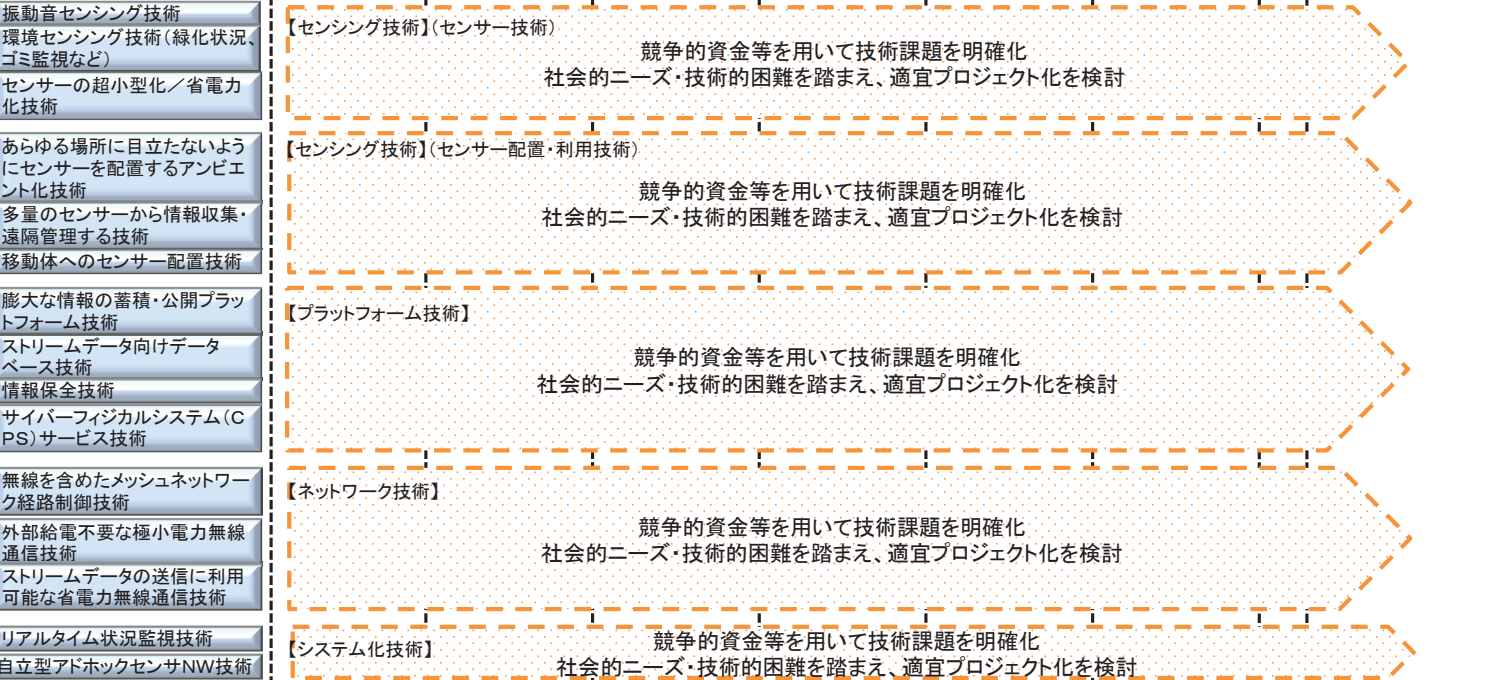 振動音センシング技術
環境センシング技術（緑化状況、
ゴミ監視など）
センサーの超小型化／省電力
化技術
【センシング技術】（センサー技術）
競争的資金等を用いて技術課題を明確化
社会的ニーズ・技術的困難を踏まえ、適宜プロジェクト化を検討
あらゆる場所に目立たないよう
にセンサーを配置するアンビエ
ント化技術
多量のセンサーから情報収集・
遠隔管理する技術
移動体へのセンサー配置技術
【センシング技術】（センサー配置・利用技術）
競争的資金等を用いて技術課題を明確化
社会的ニーズ・技術的困難を踏まえ、適宜プロジェクト化を検討
膨大な情報の蓄積・公開プラッ
トフォーム技術
ストリームデータ向けデータ
ベース技術
情報保全技術
サイバーフィジカルシステム（C
PS）サービス技術
【プラットフォーム技術】
競争的資金等を用いて技術課題を明確化
社会的ニーズ・技術的困難を踏まえ、適宜プロジェクト化を検討
無線を含めたメッシュネットワー
ク経路制御技術
外部給電不要な極小電力無線
通信技術
ストリームデータの送信に利用
可能な省電力無線通信技術
【ネットワーク技術】
競争的資金等を用いて技術課題を明確化
社会的ニーズ・技術的困難を踏まえ、適宜プロジェクト化を検討
リアルタイム状況監視技術
自立型アドホックセンサNW技術
【システム化技術】
競争的資金等を用いて技術課題を明確化
社会的ニーズ・技術的困難を踏まえ、適宜プロジェクト化を検討